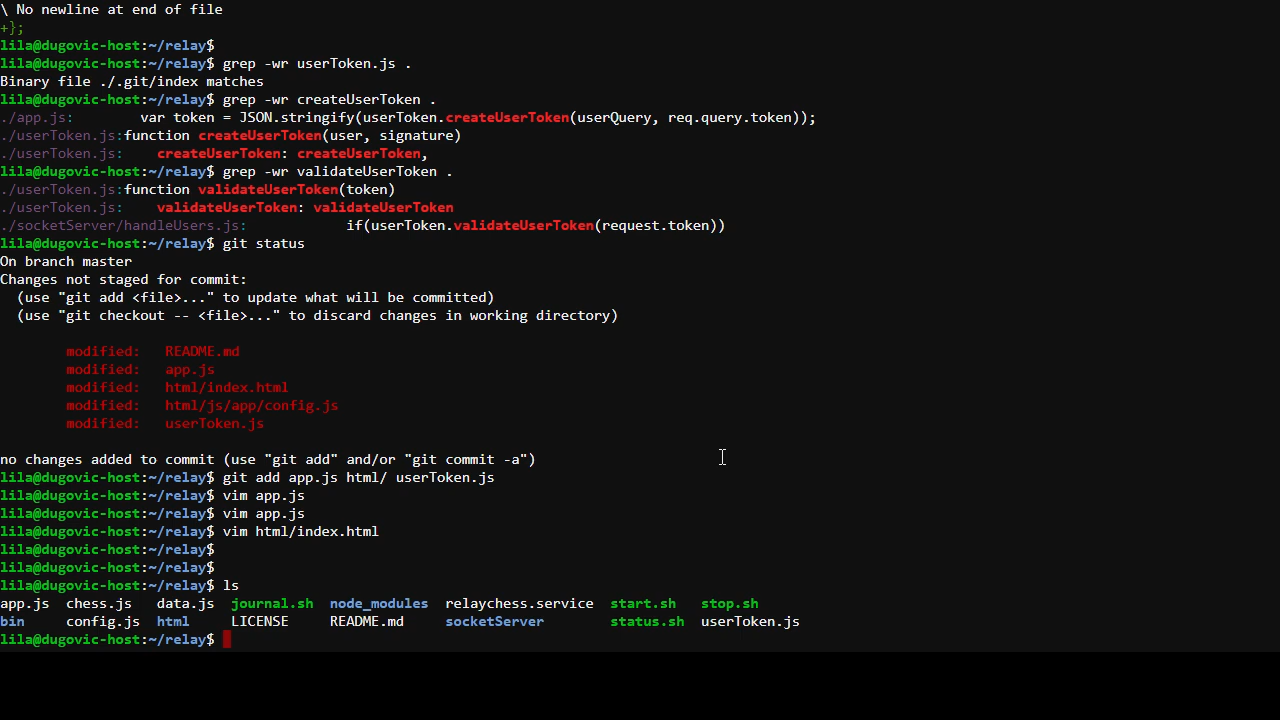 \ No newline at end of file
+};
lila@dugovic-host:~/relay$
lila@dugovic-host:~/relay$ grep -wr userToken.js .
Binary file ./.git/index matches
lila@dugovic-host:~/relay$ grep -wr createUserToken .
./app.js:        var token = JSON.stringify(userToken.createUserToken(userQuery, req.query.token));
./userToken.js:function createUserToken(user, signature)
./userToken.js:    createUserToken: createUserToken,
lila@dugovic-host:~/relay$ grep -wr validateUserToken .
./userToken.js:function validateUserToken(token)
./userToken.js:    validateUserToken: validateUserToken
./socketServer/handleUsers.js:            if(userToken.validateUserToken(request.token))
lila@dugovic-host:~/relay$ git status
On branch master
Changes not staged for commit:
  (use "git add <file>..." to update what will be committed)
  (use "git checkout -- <file>..." to discard changes in working directory)
        modified:   README.md
        modified:   app.js
        modified:   html/index.html
        modified:   html/js/app/config.js
        modified:   userToken.js
no changes added to commit (use "git add" and/or "git commit -a")
lila@dugovic-host:~/relay$ git add app.js html/ userToken.js
lila@dugovic-host:~/relay$ vim app.js
lila@dugovic-host:~/relay$ vim app.js
lila@dugovic-host:~/relay$ vim html/index.html
lila@dugovic-host:~/relay$
lila@dugovic-host:~/relay$
lila@dugovic-host:~/relay$ ls
app.js  chess.js   data.js  journal.sh  node_modules  relaychess.service  start.sh   stop.sh
bin     config.js  html     LICENSE     README.md     socketServer        status.sh  userToken.js
lila@dugovic-host:~/relay$